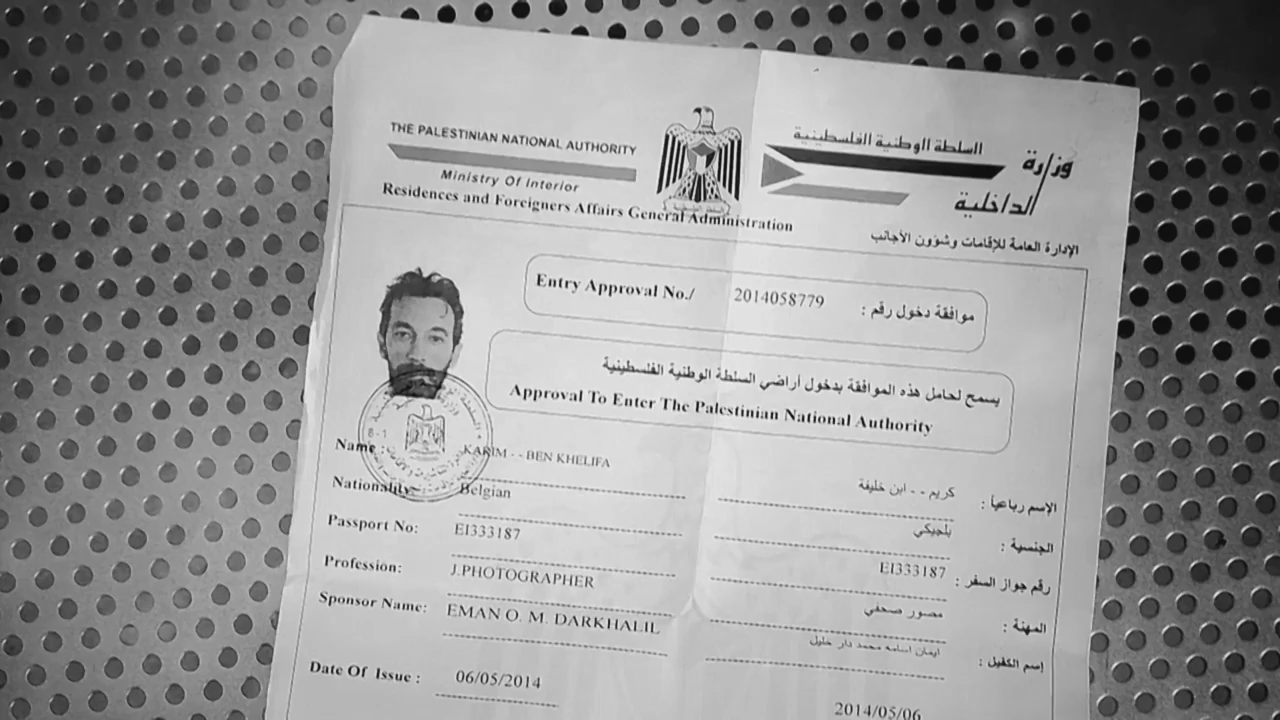 THE PALESTINIAN NATIONAL AUTHORITY
Ministry Of Interior
Residences and Foreigners Affairs General Administration
السلطة الوطنية الفلسطينية
وزارة
الداخلية
الإدارة العامة للإقامات وشؤون الأجانب
Entry Approval No./ 2014058779 موافقة دخول رقم :
يسمح لحامل هذه الموافقة بدخول أراضي السلطة الوطنية الفلسطينية
Approval To Enter The Palestinian National Authority
Name : KARIM - - BEN KHELIFA
كريم - - ابن خليفة الإسم رباعياً :
Nationality Belgian
بلجيكي الجنسية :
Passport No: EI333187
EI333187 رقم جواز السفر :
Profession: J.PHOTOGRAPHER
مصور صحفي المهنة :
Sponsor Name: EMAN O. M. DARKHALIL
ايمان اسامه محمد دار خليل إسم الكفيل :
Date Of Issue : 06/05/2014
2014/05/06